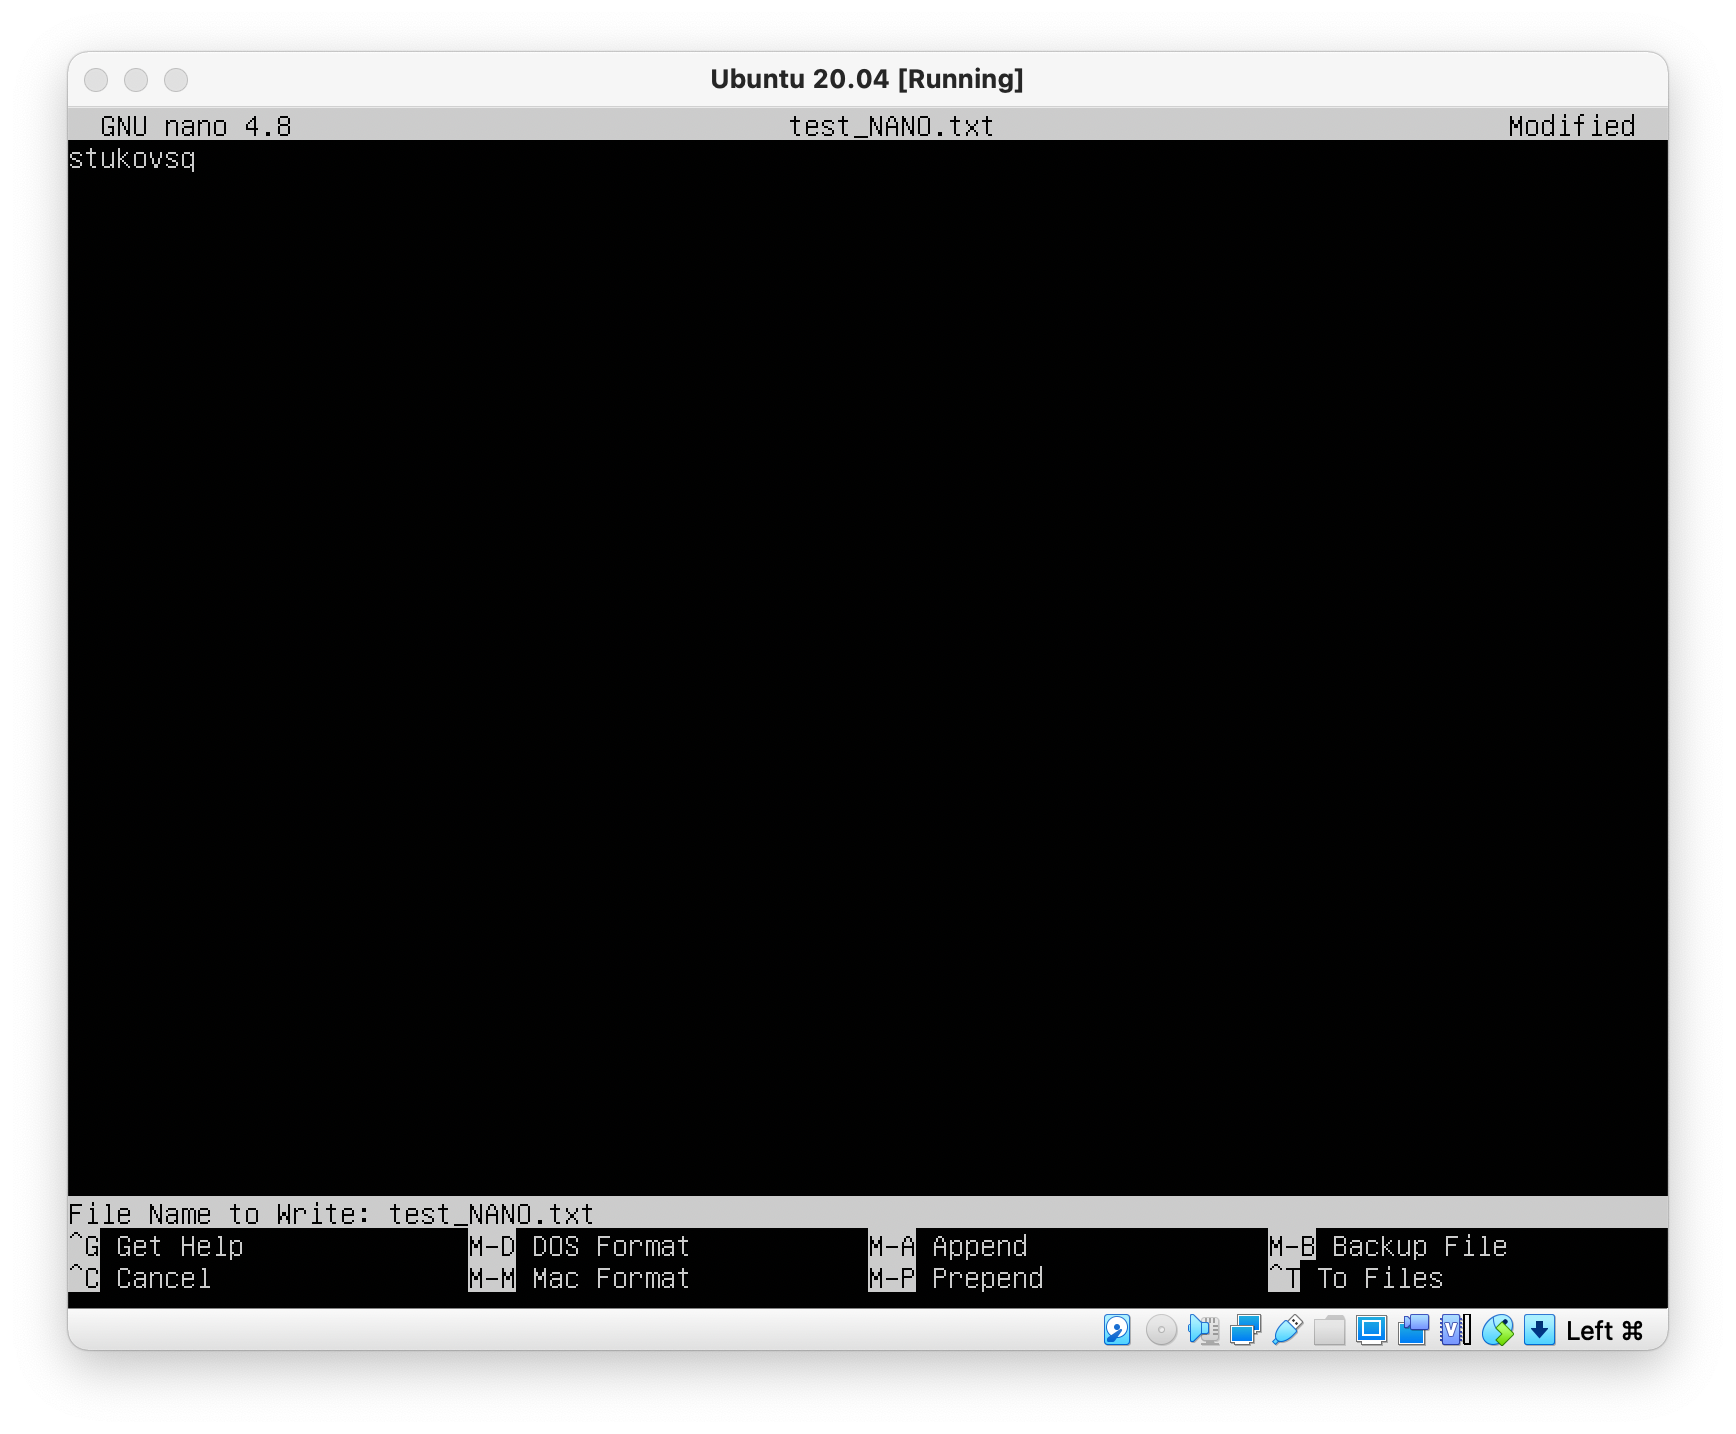 Ubuntu 20.04 [Running]
GNU nano 4.8 test_NANO.txt Modified
stukovsq
File Name to Write: test_NANO.txt
^G Get Help M-D DOS Format M-A Append M-B Backup File
^C Cancel M-M Mac Format M-P Prepend ^T To Files
V Left ⌘